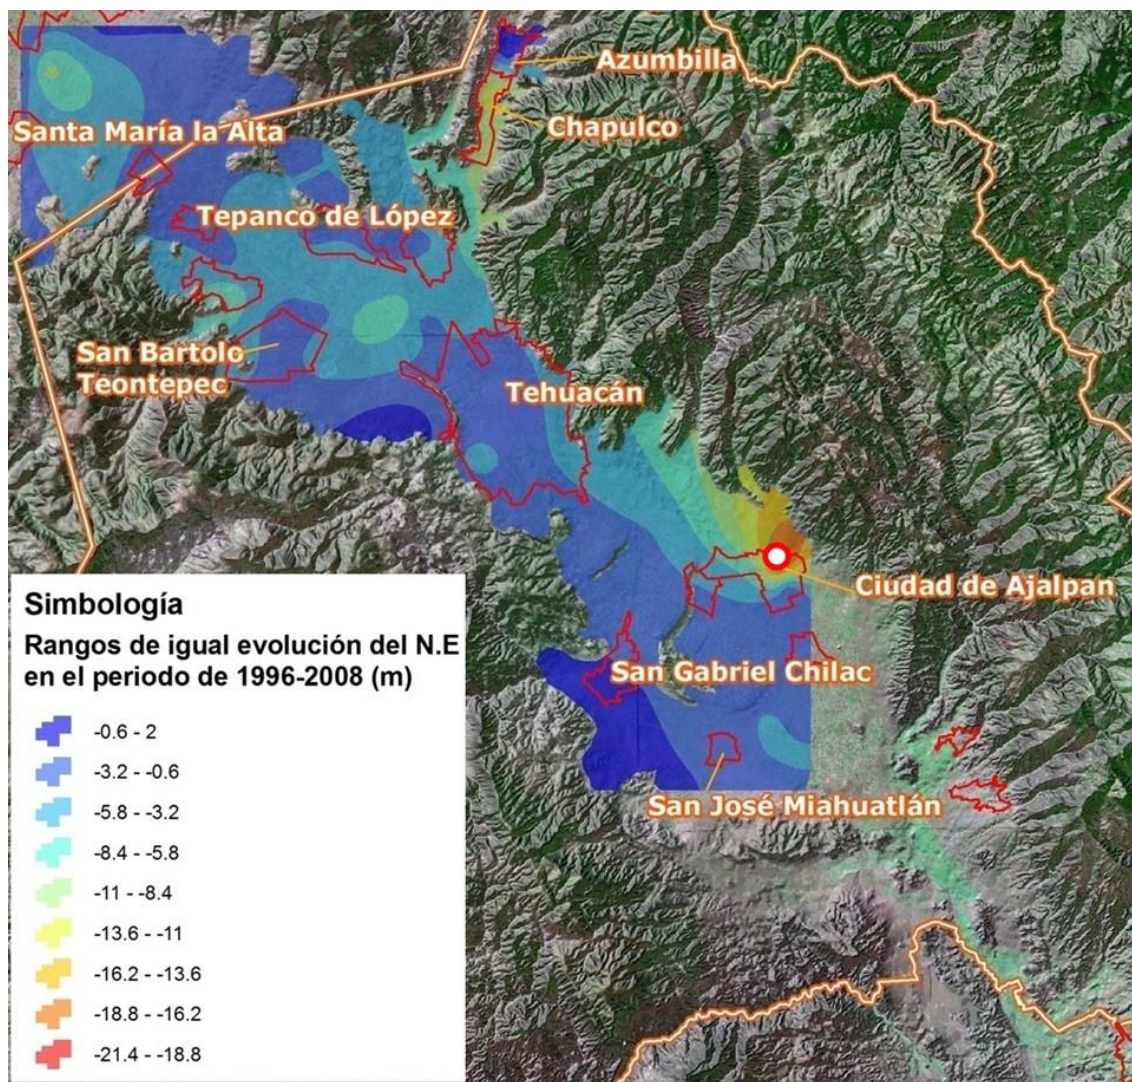 Azumbilla
Chapulco
Santa María la Alta
Tepanco de López
San Bartolo
Teontepec
Tehuacán
Ciudad de Ajalpan
San Gabriel Chilac
San José Miahuatlán
Simbología
Rangos de igual evolución del N.E
en el periodo de 1996-2008 (m)
-0.6 - 2
-3.2 - -0.6
-5.8 - -3.2
-8.4 - -5.8
-11 - -8.4
-13.6 - -11
-16.2 - -13.6
-18.8 - -16.2
-21.4 - -18.8